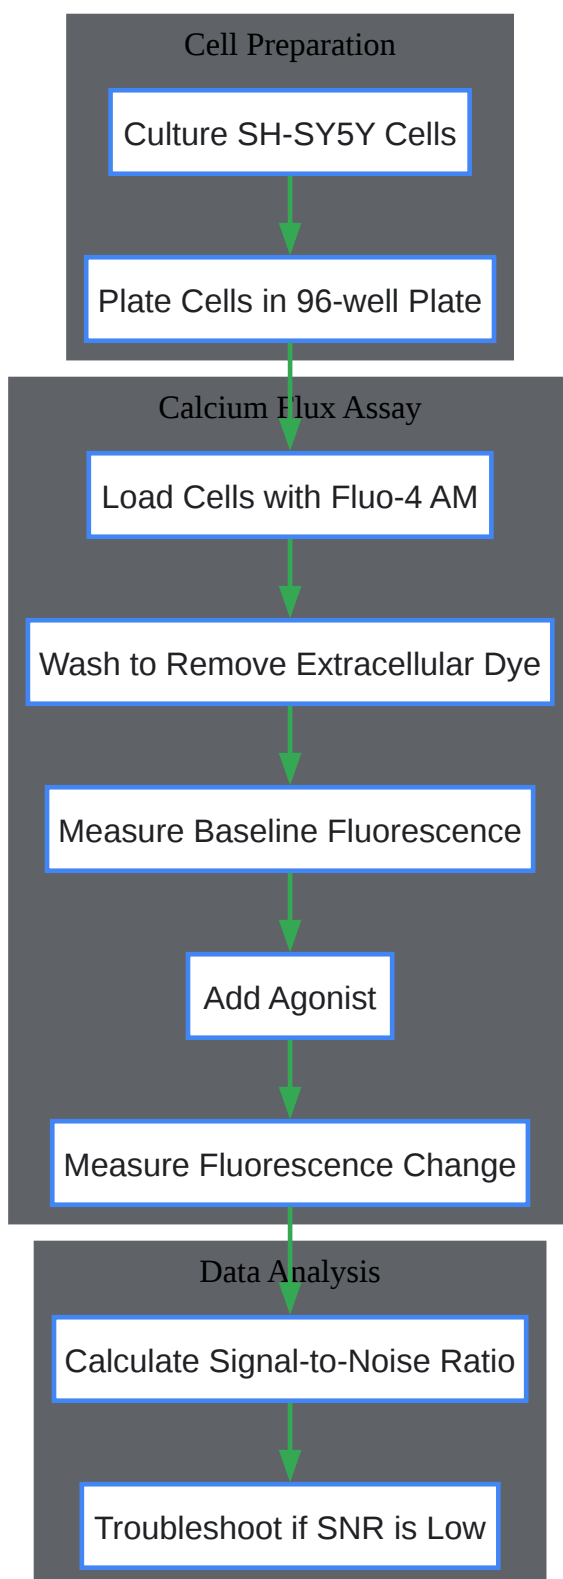 Cell Preparation
Culture SH-SY5Y Cells
Plate Cells in 96-well Plate
Calcium Flux Assay
Load Cells with Fluo-4 AM
Wash to Remove Extracellular Dye
Measure Baseline Fluorescence
Add Agonist
Measure Fluorescence Change
Data Analysis
Calculate Signal-to-Noise Ratio
Troubleshoot if SNR is Low